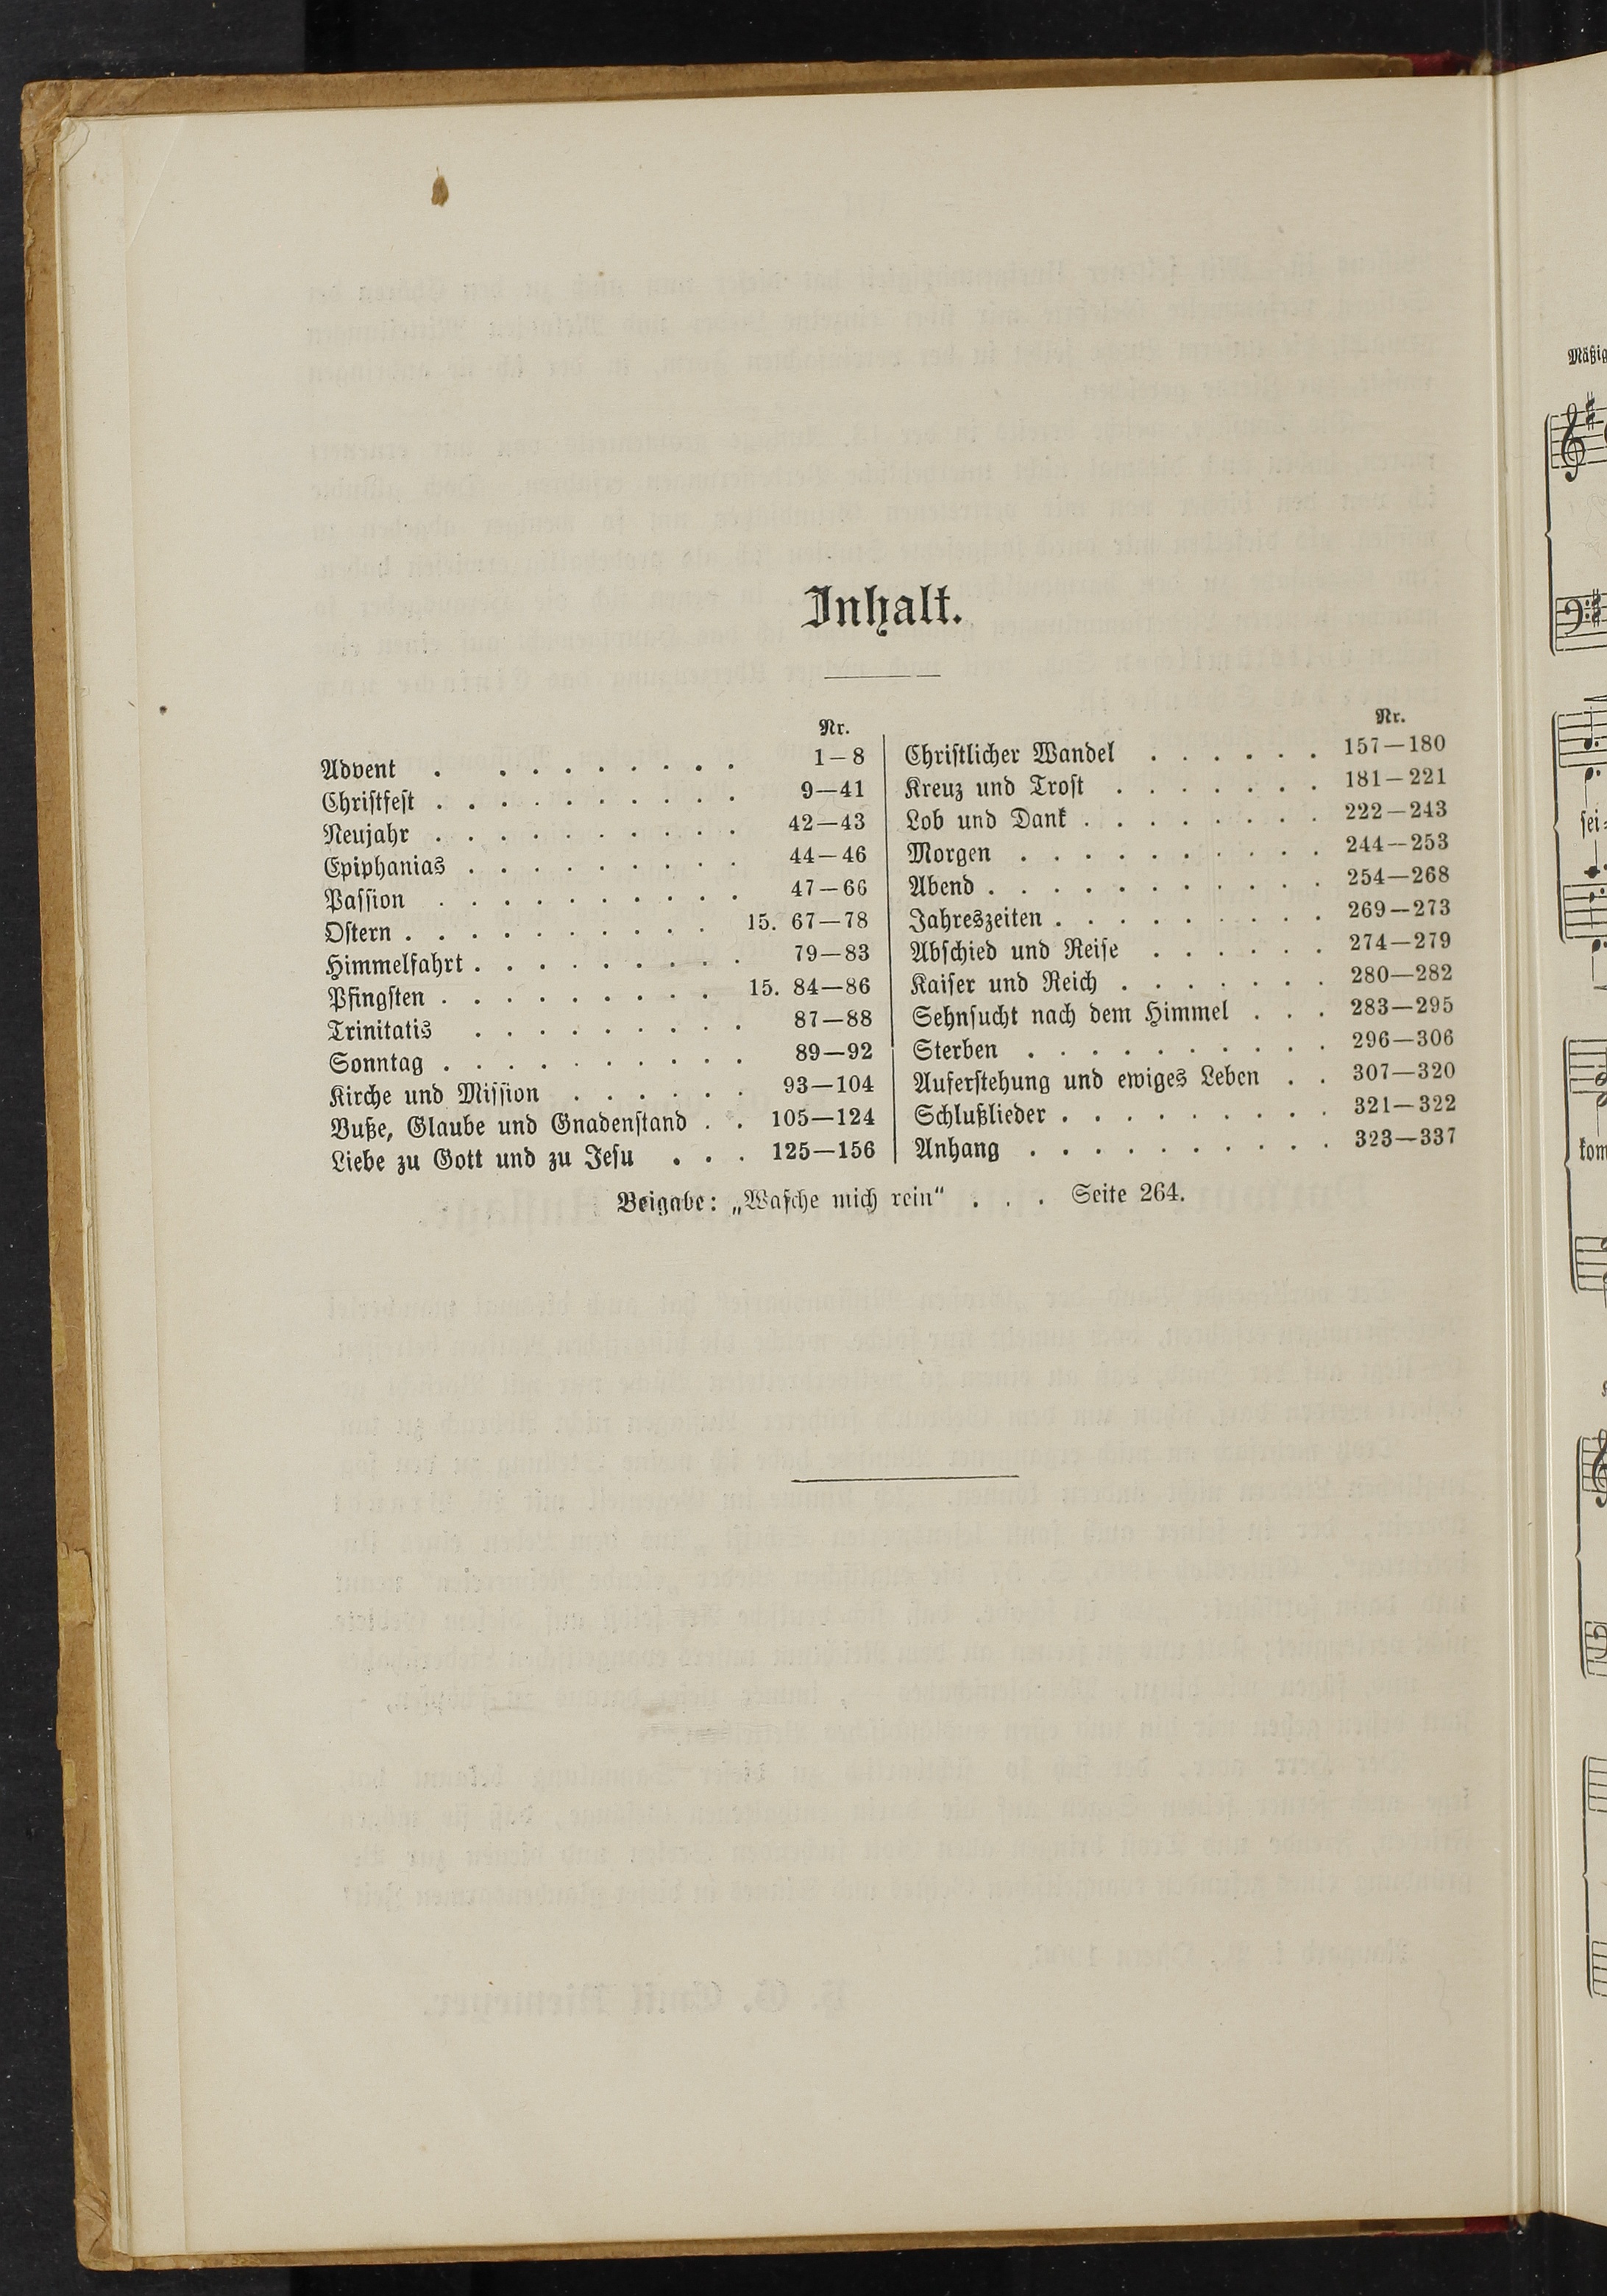 Inhalt.
Nr.
Advent . . . . . . . . . 1–8
Christfest . . . . . . . . . . 9—41
Neujahr . . . . . . . . . . 42—43
Epiphanias . . . . . . . . . 44—46
Passion . . . . . . . . . . 47—66
Ostern . . . . . . . . . . 15. 67—78
Himmelfahrt . . . . . . . . . 79—83
Pfingsten . . . . . . . . . 15. 84—86
Trinitatis . . . . . . . . . 87—88
Sonntag . . . . . . . . . . 89—92
Kirche und Mission . . . . . . 93—104
Buße, Glaube und Gnadenstand . . 105—124
Liebe zu Gott und zu Jesu . . . 125—156
Nr.
Christlicher Wandel . . . . . . 157—180
Kreuz und Trost . . . . . . . 181—221
Lob und Dank . . . . . . . . 222—243
Morgen . . . . . . . . . . 244—253
Abend . . . . . . . . . . . 254—268
Jahreszeiten . . . . . . . . . 269—273
Abschied und Reise . . . . . . 274—279
Kaiser und Reich . . . . . . . 280—282
Sehnsucht nach dem Himmel . . . 283—295
Sterben . . . . . . . . . . 296—306
Auferstehung und ewiges Leben . . 307—320
Schlußlieder . . . . . . . . . 321—322
Anhang . . . . . . . . . . 323—337
Beigabe: „Wasche mich rein“ . . . Seite 264.
Mäßig
sei=
kom